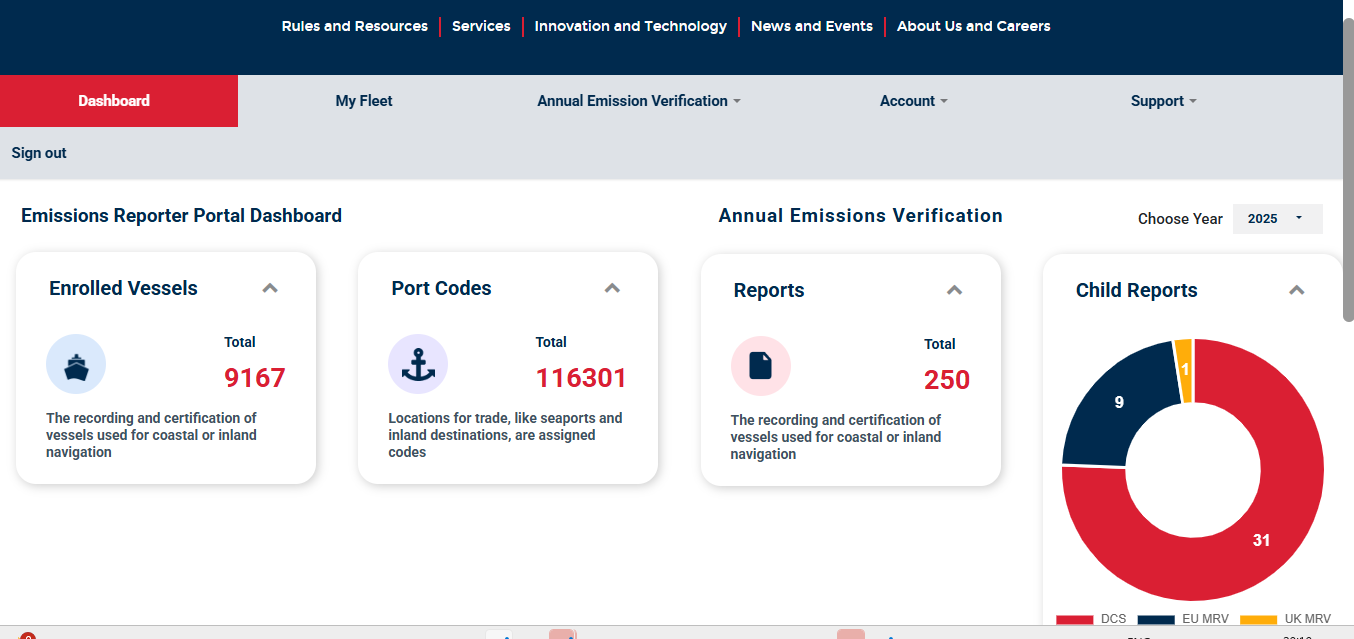 Rules and Resources
Services
Innovation and Technology
News and Events
About Us and Careers
Dashboard
My Fleet
Annual Emission Verification
Account
Support
Sign out
Emissions Reporter Portal Dashboard
Annual Emissions Verification
Choose Year
2025
Enrolled Vessels
Total
9167
The recording and certification of
vessels used for coastal or inland
navigation
Port Codes
Total
116301
Locations for trade, like seaports and
inland destinations, are assigned
codes
Reports
Total
250
The recording and certification of
vessels used for coastal or inland
navigation
Child Reports
1
9
31
DCS
EU MRV
UK MRV